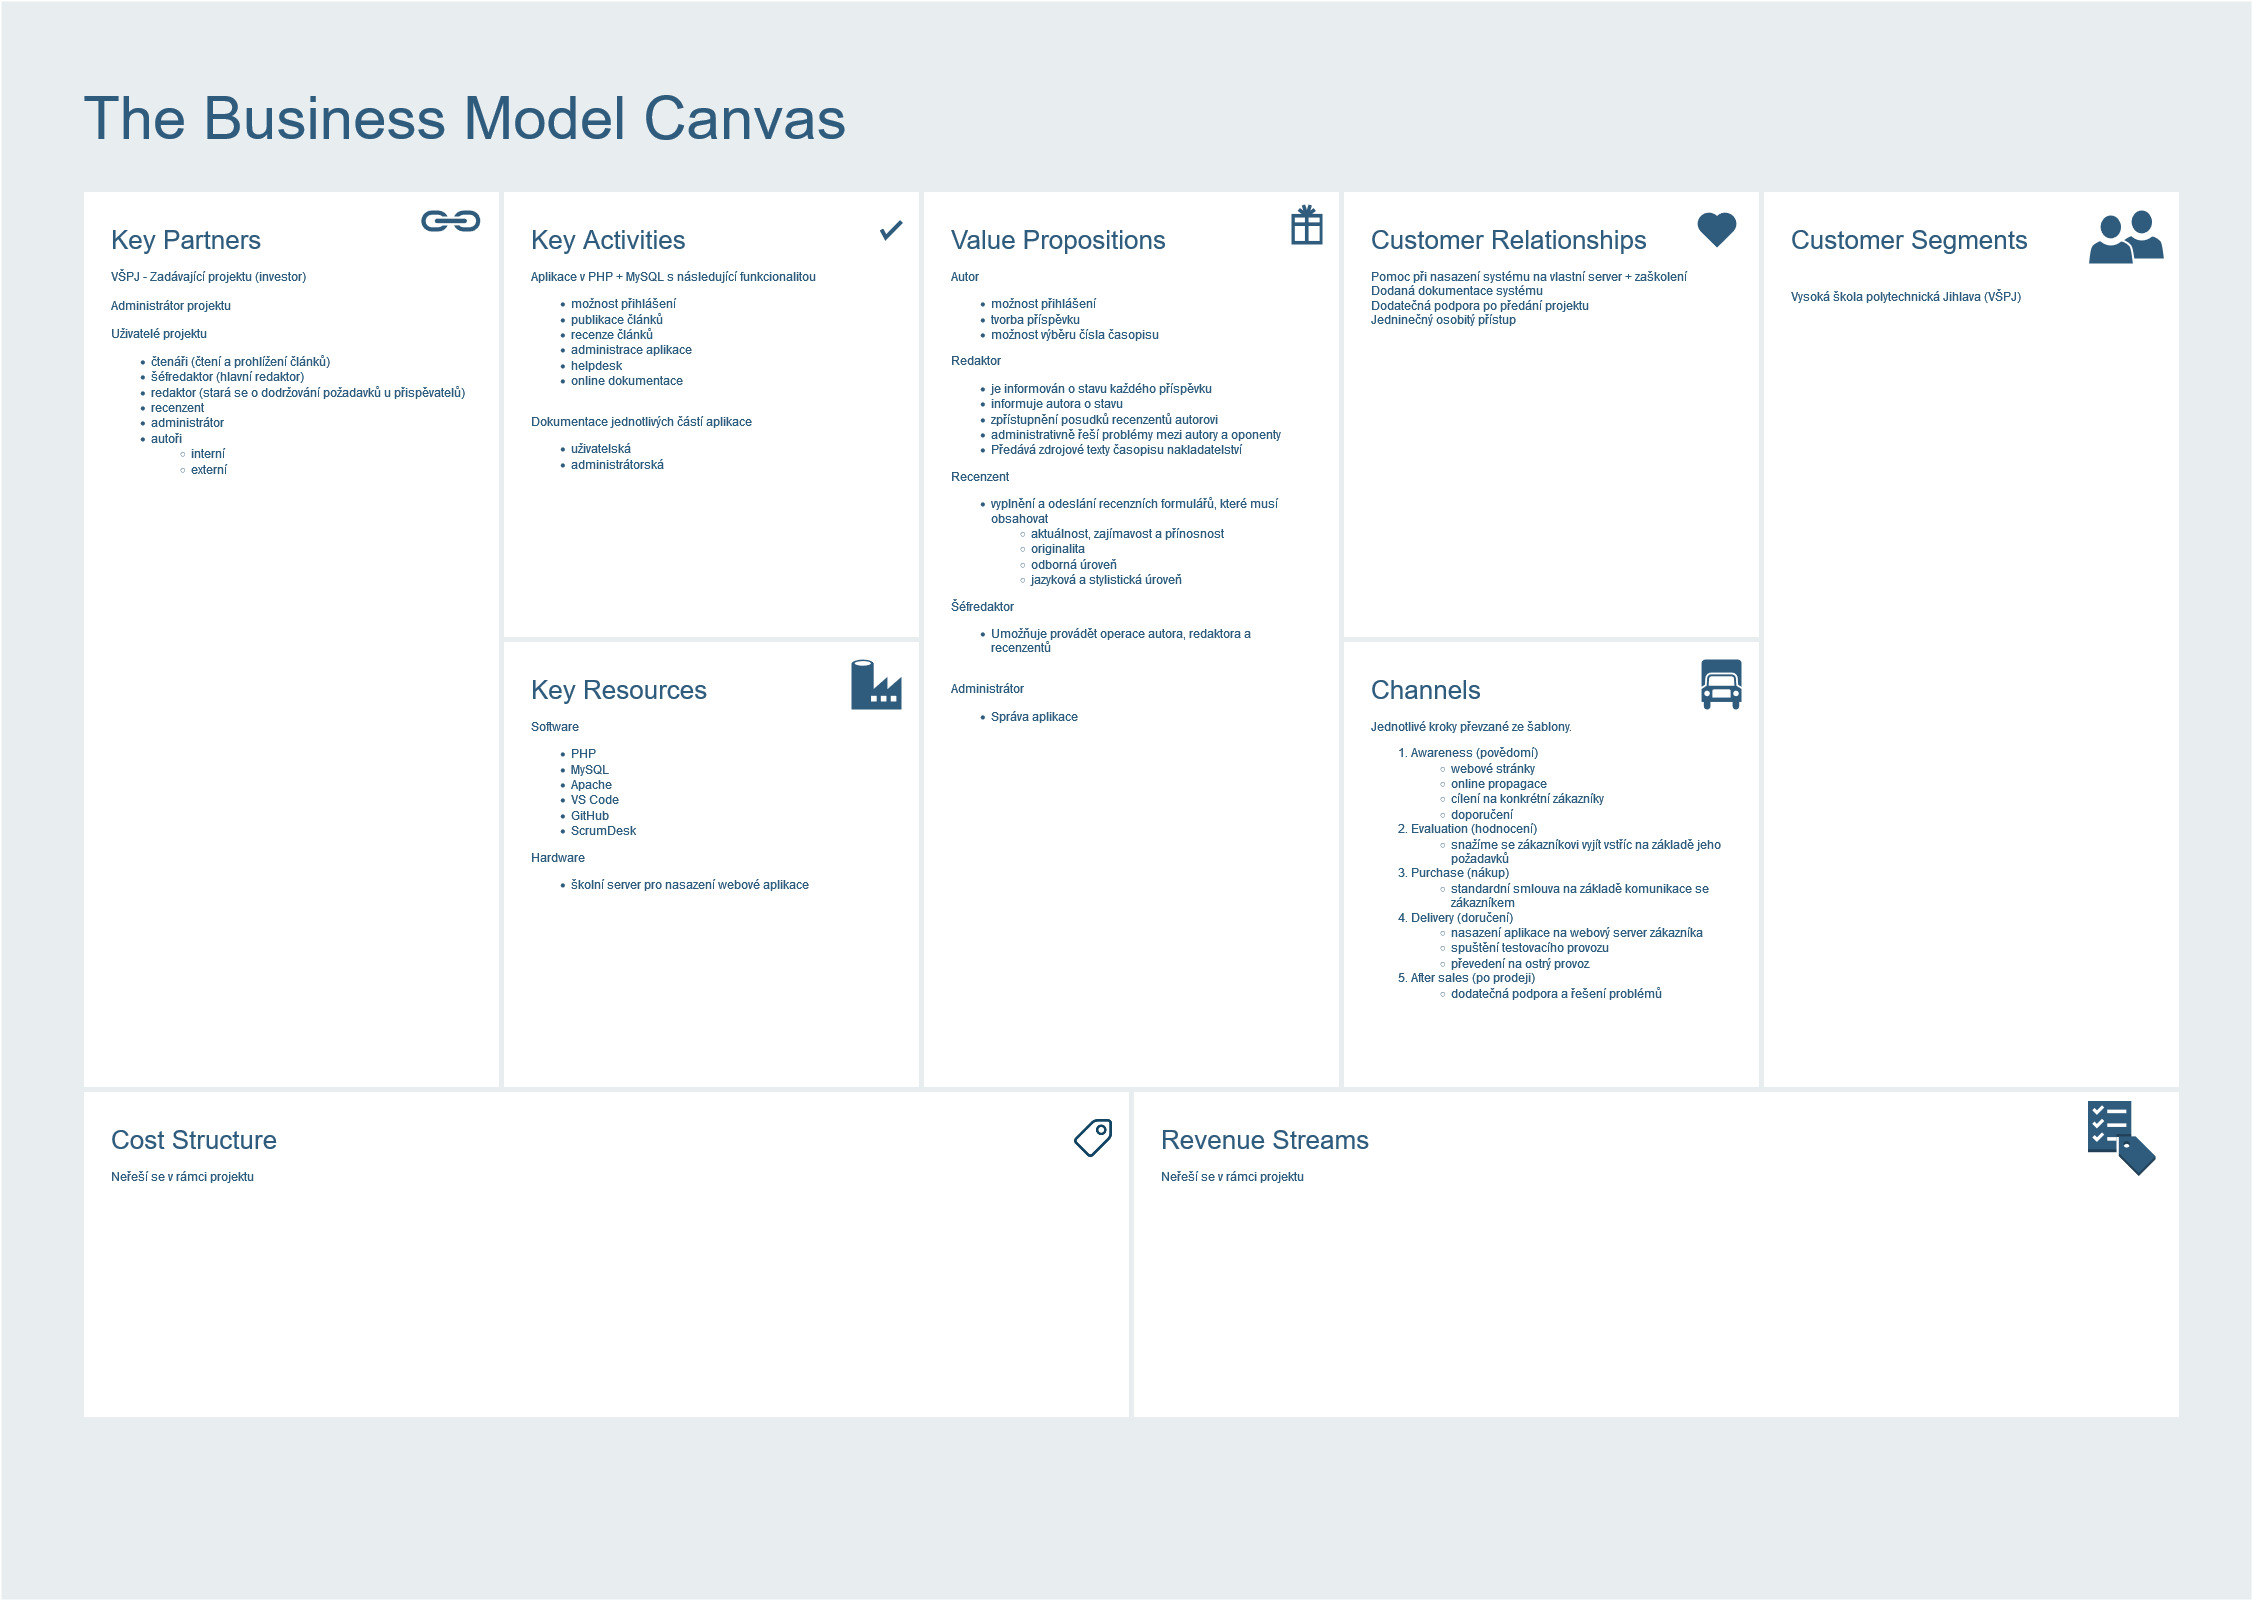 The Business Model Canvas
Key Partners
VŠPJ - Zadávající projektu (investor)
Administrátor projektu
Uživatelé projektu
čtenáři (čtení a prohlížení článků)
šéfredaktor (hlavní redaktor)
redaktor (stará se o dodržování požadavků u přispěvatelů)
recenzent
administrátor
autoři
interní
externí
Key Activities
Aplikace v PHP + MySQL s následující funkcionalitou
možnost přihlášení
publikace článků
recenze článků
administrace aplikace
helpdesk
online dokumentace
Dokumentace jednotlivých částí aplikace
uživatelská
administrátorská
Key Resources
Software
PHP
MySQL
Apache
VS Code
GitHub
ScrumDesk
Hardware
školní server pro nasazení webové aplikace
Value Propositions
Autor
možnost přihlášení
tvorba příspěvku
možnost výběru čísla časopisu
Redaktor
je informován o stavu každého příspěvku
informuje autora o stavu
zpřístupnění posudků recenzentů autorovi
administrativně řeší problémy mezi autory a oponenty
Předává zdrojové texty časopisu nakladatelství
Recenzent
vyplnění a odeslání recenzních formulářů, které musí
obsahovat
aktuálnost, zajímavost a přínosnost
originalita
odborná úroveň
jazyková a stylistická úroveň
Šéfredaktor
Umožňuje provádět operace autora, redaktora a
recenzentů
Administrátor
Správa aplikace
Customer Relationships
Pomoc při nasazení systému na vlastní server + zaškolení
Dodaná dokumentace systému
Dodatečná podpora po předání projektu
Jedninečný osobitý přístup
Channels
Jednotlivé kroky převzané ze šablony.
1. Awareness (povědomí)
webové stránky
online propagace
cílení na konkrétní zákazníky
doporučení
2. Evaluation (hodnocení)
snažíme se zákazníkovi vyjít vstříc na základě jeho
požadavků
3. Purchase (nákup)
standardní smlouva na základě komunikace se
zákazníkem
4. Delivery (doručení)
nasazení aplikace na webový server zákazníka
spuštění testovacího provozu
převedení na ostrý provoz
5. After sales (po prodeji)
dodatečná podpora a řešení problémů
Customer Segments
Vysoká škola polytechnická Jihlava (VŠPJ)
Cost Structure
Neřeší se v rámci projektu
Revenue Streams
Neřeší se v rámci projektu